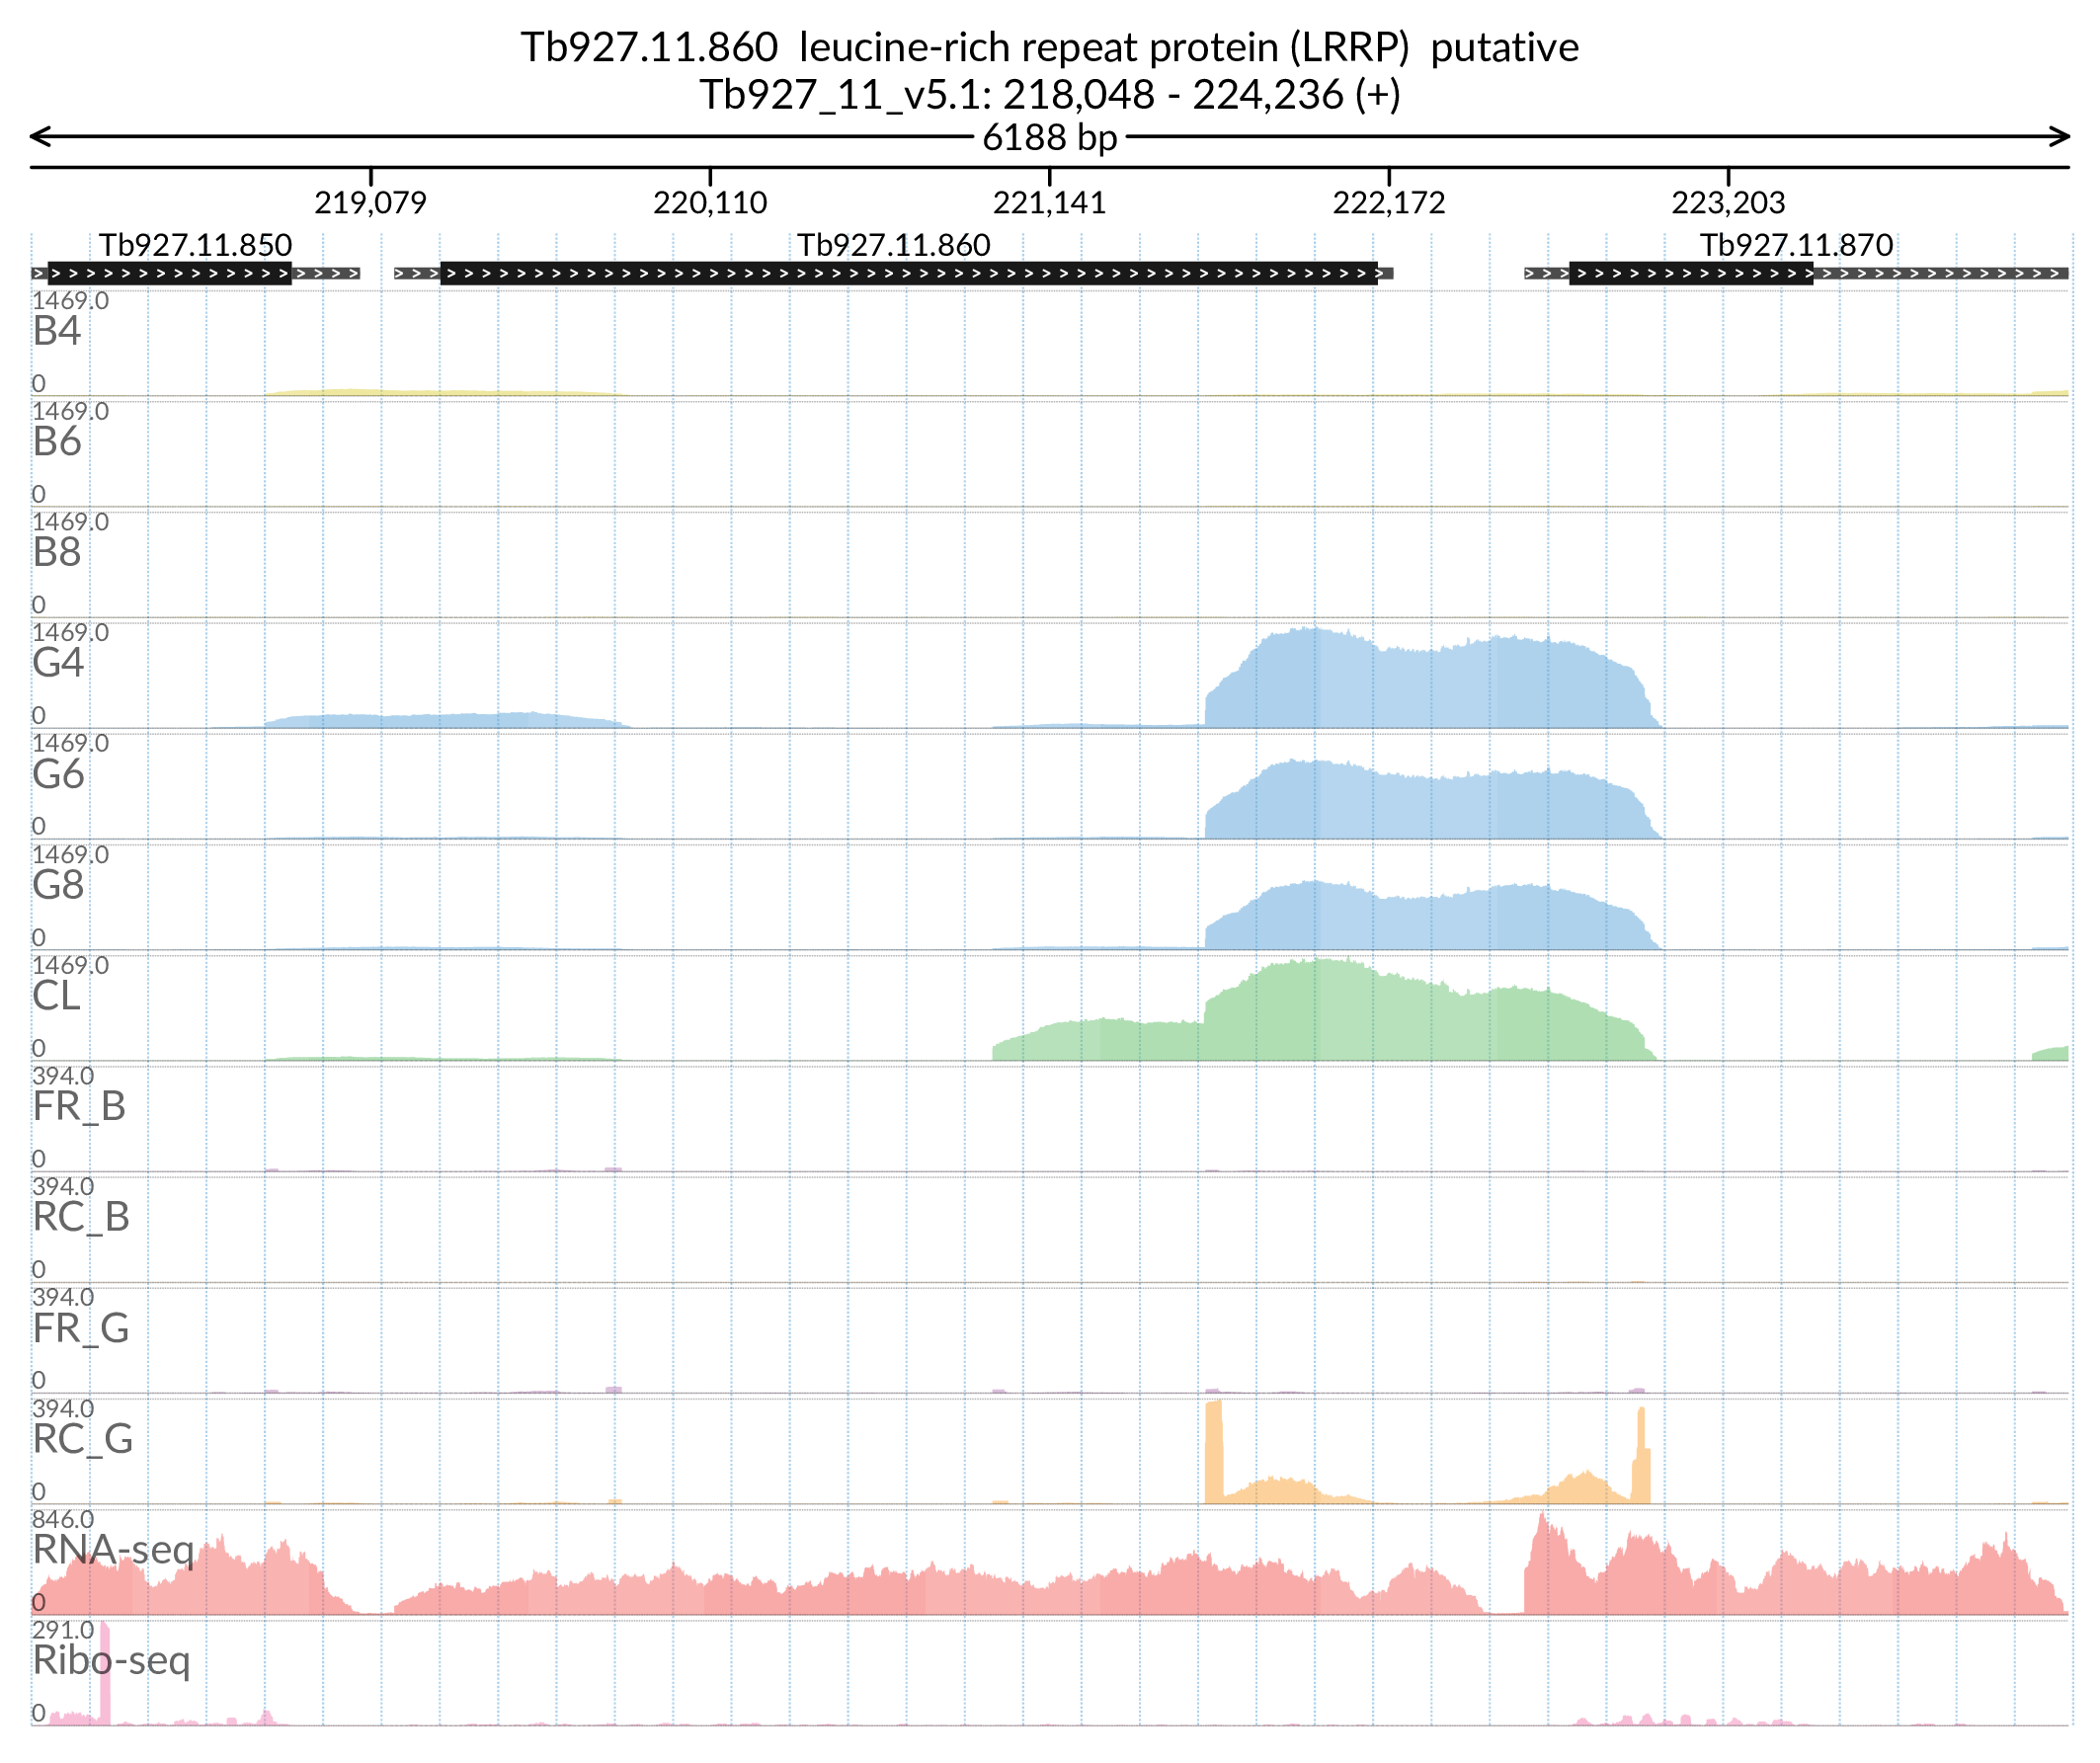 Tb927.11.860  leucine-rich repeat protein (LRRP)  putative
Tb927_11_v5.1: 218,048 - 224,236 (+)
6188 bp
219,079 220,110 221,141 222,172 223,203
Tb927.11.850 Tb927.11.860 Tb927.11.870
1469.0
B4
0
1469.0
B6
0
1469.0
B8
0
1469.0
G4
0
1469.0
G6
0
1469.0
G8
0
1469.0
CL
0
394.0
FR_B
0
394.0
RC_B
0
394.0
FR_G
0
394.0
RC_G
0
846.0
RNA-seq
0
291.0
Ribo-seq
0